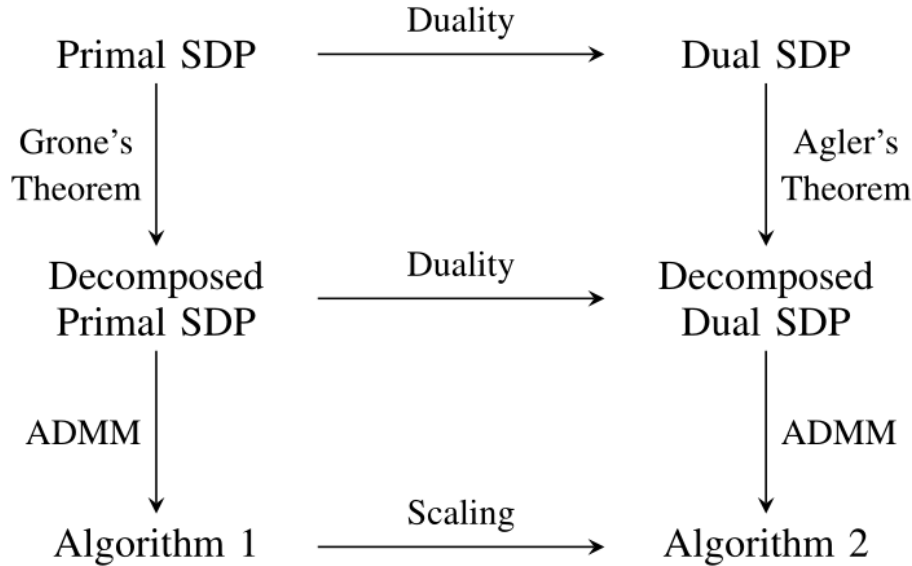 Duality
Primal SDP
Dual SDP
Grone's
Theorem
Agler's
Theorem
Duality
Decomposed
Primal SDP
Decomposed
Dual SDP
ADMM
ADMM
Scaling
Algorithm 1
Algorithm 2